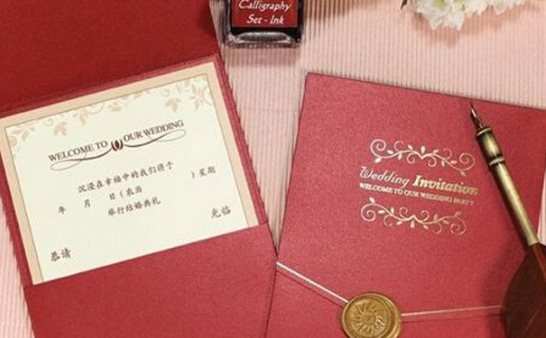 Calligraphy
Set - Ink
WELCOME TO OUR WEDDING
沉浸在幸福中的我们将于
年 月 日（农历 ）星期
举行结婚典礼
恭请
光临
Wedding Invitation
WELCOME TO OUR WEDDING PARTY